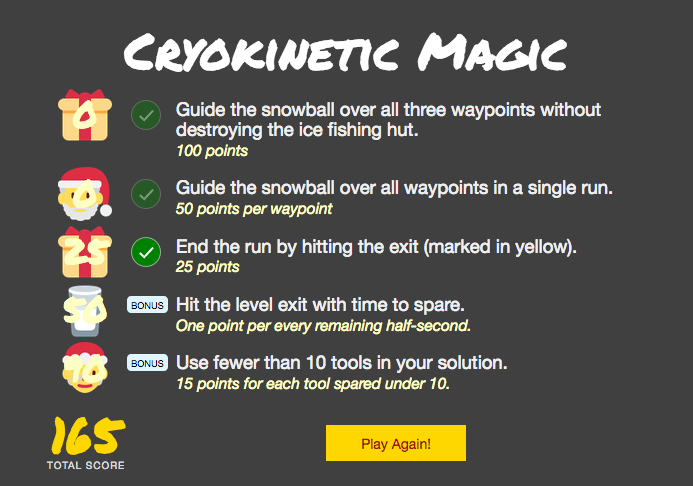 Cryokinetic Magic
0
Guide the snowball over all three waypoints without
destroying the ice fishing hut.
100 points
0
Guide the snowball over all waypoints in a single run.
50 points per waypoint
25
End the run by hitting the exit (marked in yellow).
25 points
50
BONUS
Hit the level exit with time to spare.
One point per every remaining half-second.
90
BONUS
Use fewer than 10 tools in your solution.
15 points for each tool spared under 10.
165
TOTAL SCORE
Play Again!